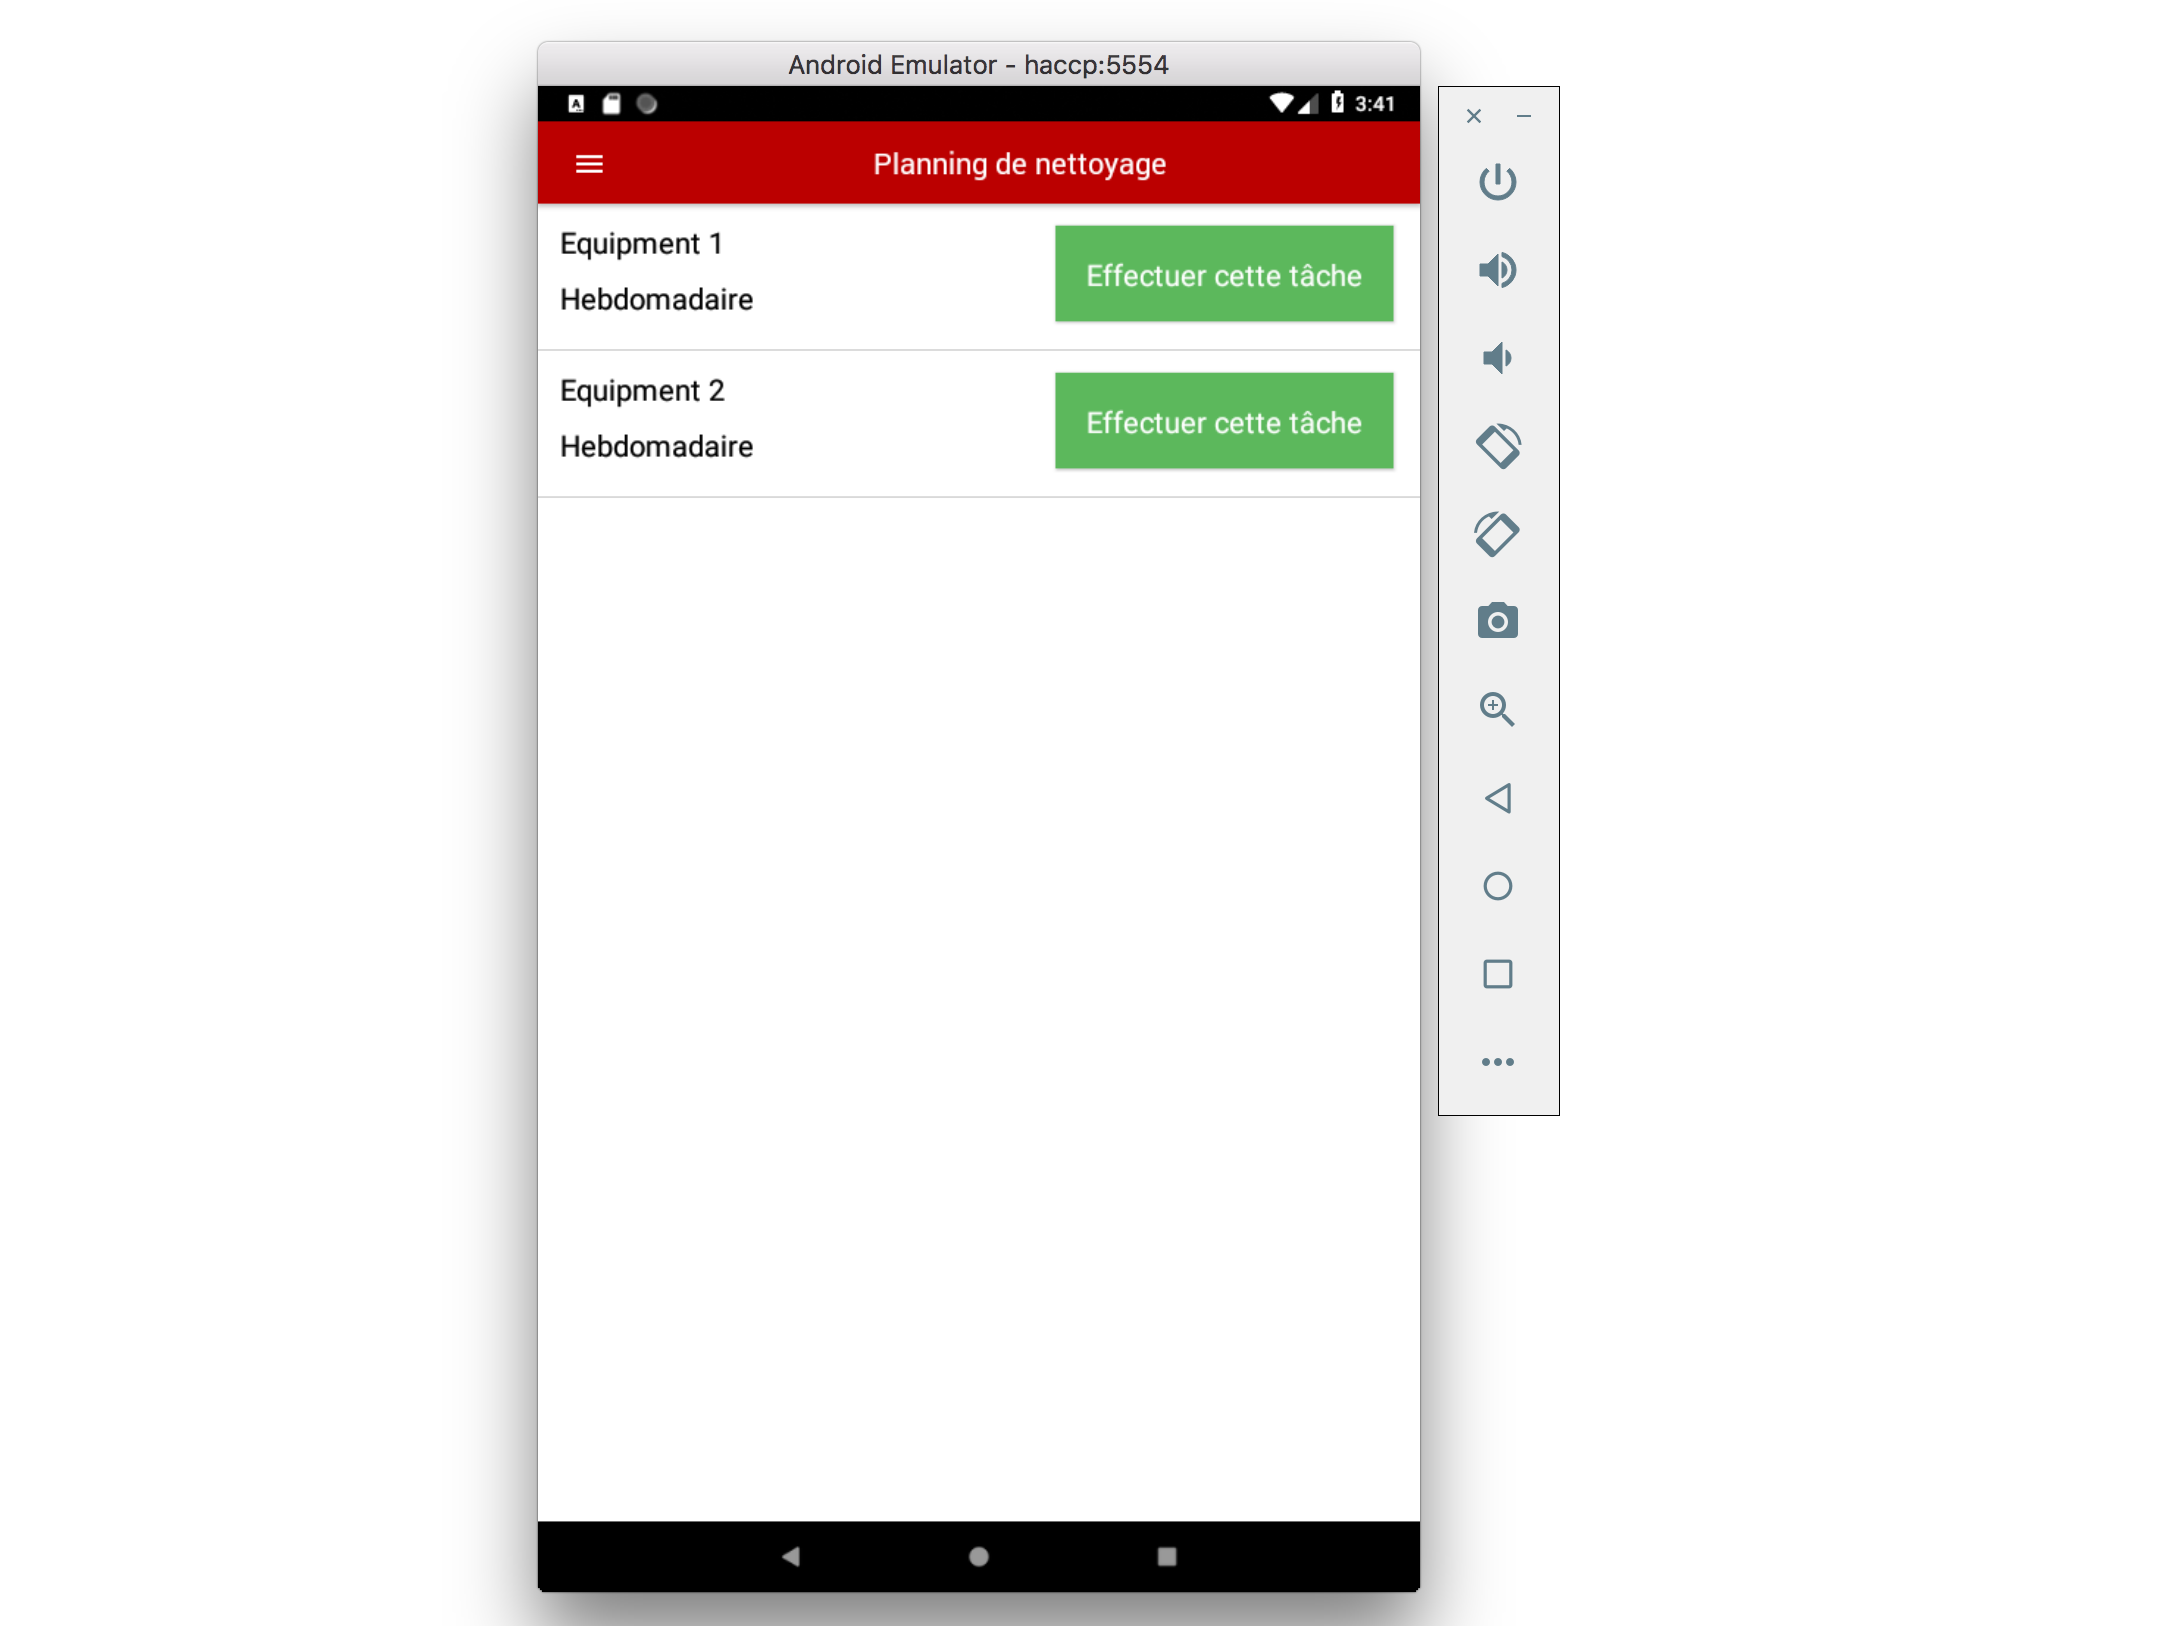 Android Emulator - haccp:5554
A 3:41
Planning de nettoyage
Equipment 1
Effectuer cette tâche
Hebdomadaire
Equipment 2
Effectuer cette tâche
Hebdomadaire